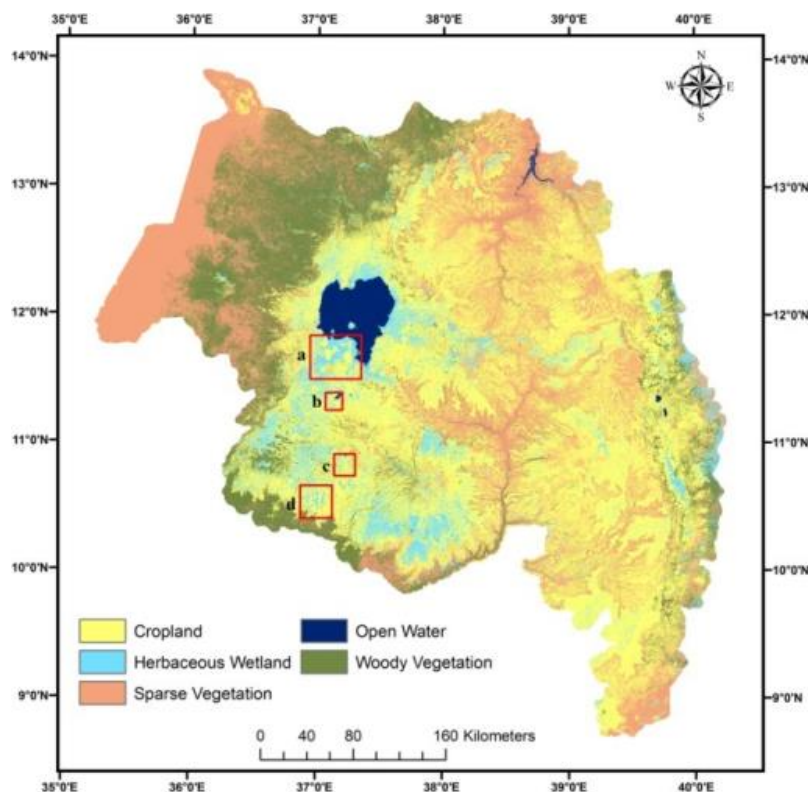 35°0'E 36°0'E 37°0'E 38°0'E 39°0'E 40°0'E
14°0'N 14°0'N
N
W E
S
13°0'N 13°0'N
12°0'N 12°0'N
a
b
11°0'N 11°0'N
c
d
10°0'N 10°0'N
Cropland Open Water
Herbaceous Wetland Woody Vegetation
Sparse Vegetation
9°0'N 9°0'N
0 40 80 160 Kilometers
35°0'E 36°0'E 37°0'E 38°0'E 39°0'E 40°0'E